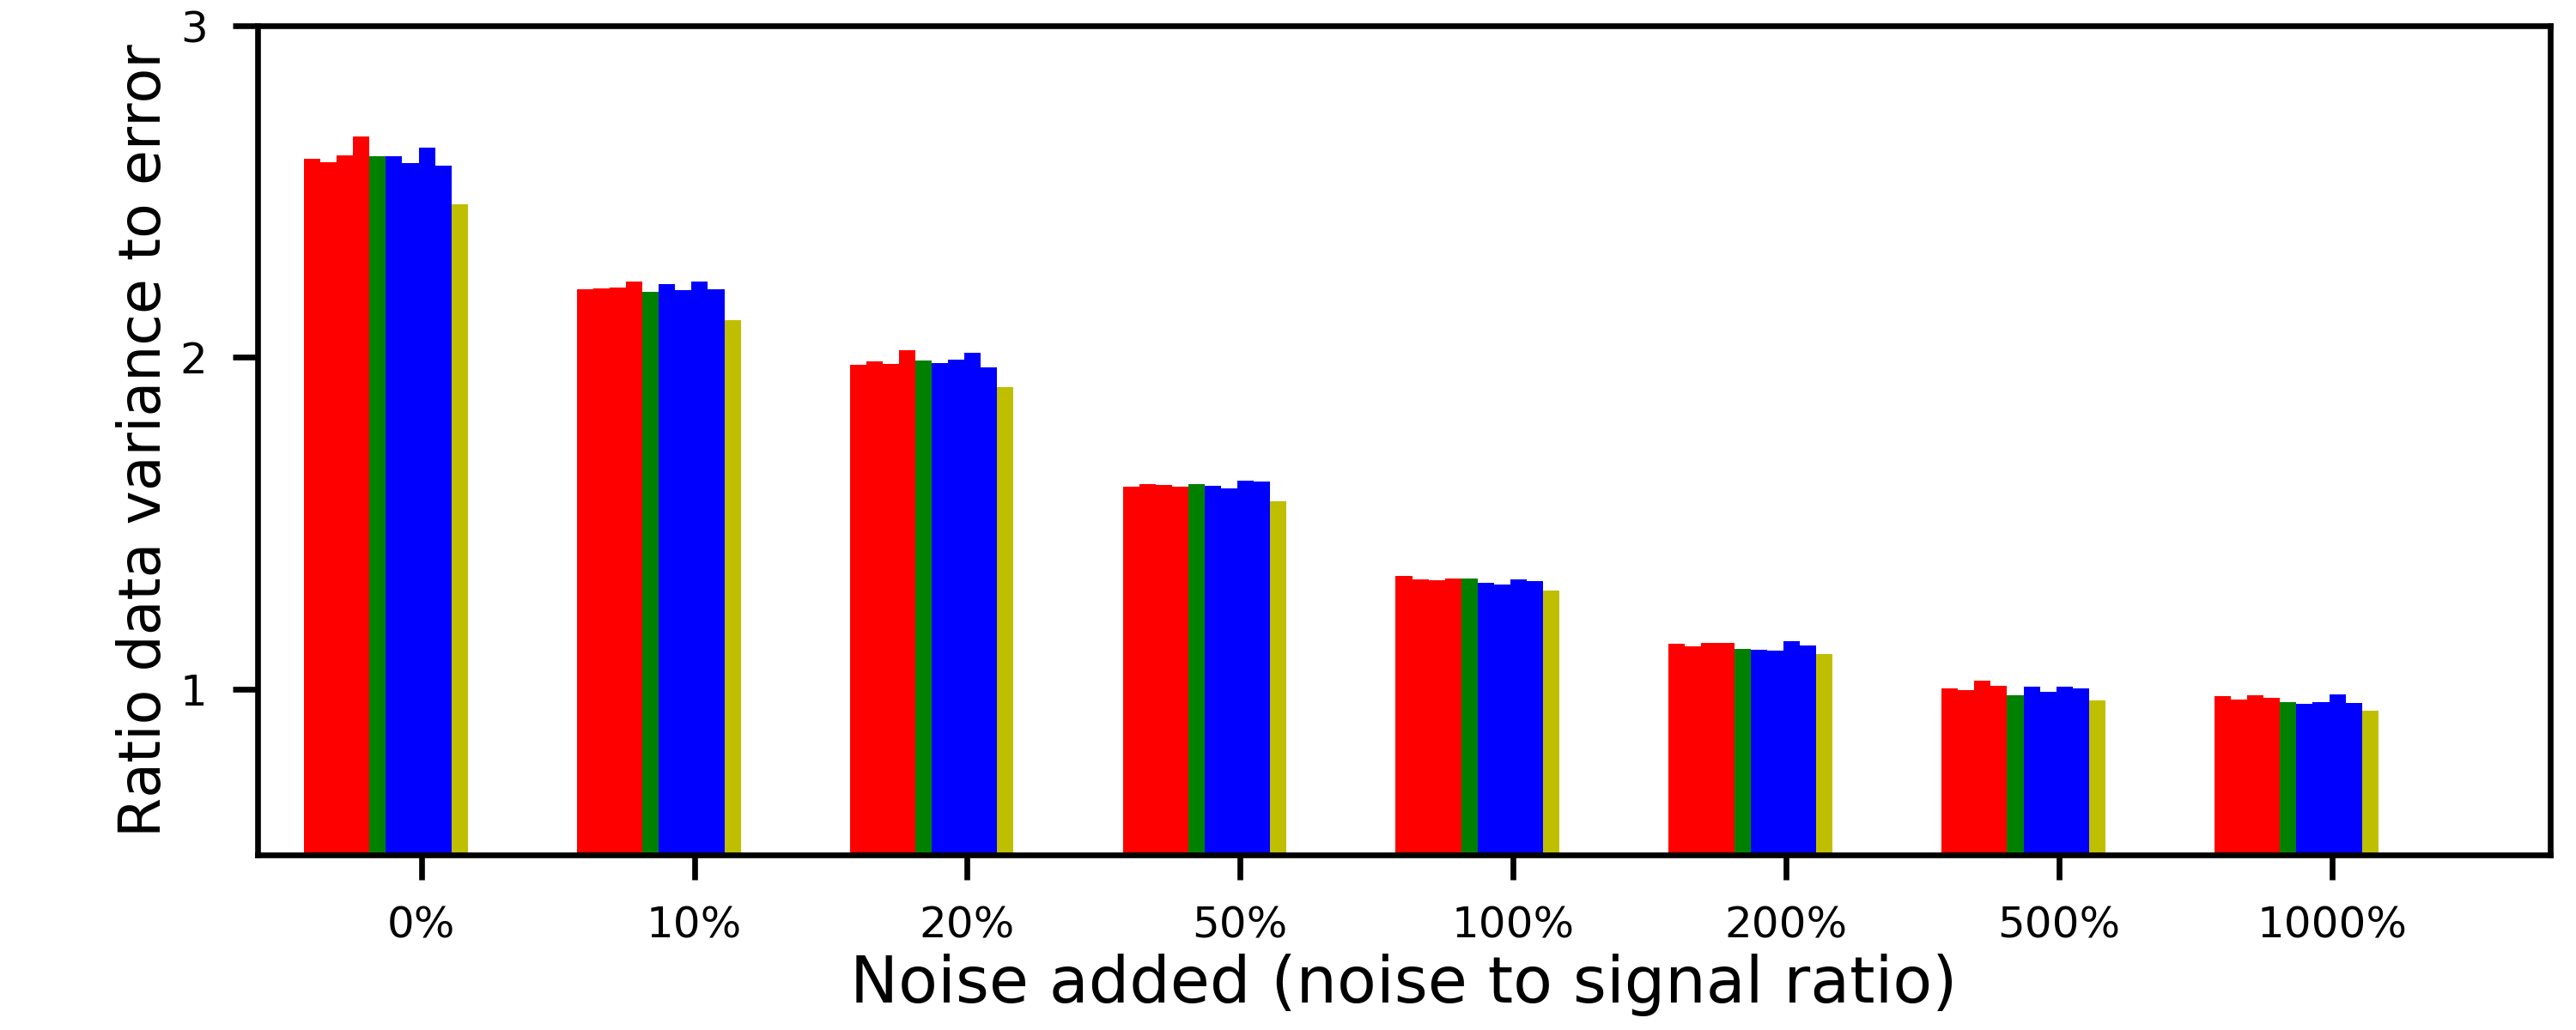 Ratio data variance to error
3
2
1
0% 10% 20% 50% 100% 200% 500% 1000%
Noise added (noise to signal ratio)